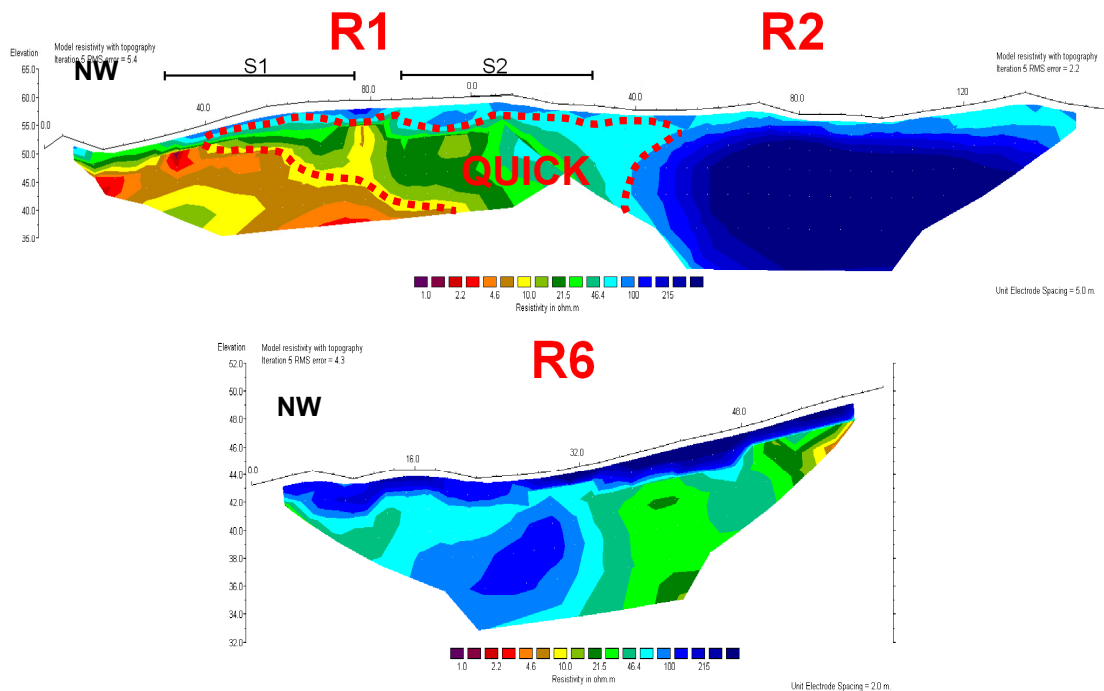 R1 R2
Elevation Model resistivity with topography
Iteration 5 RMS error = 5.4
Model resistivity with topography
Iteration 5 RMS error = 2.2
NW
S1 S2
65.0
60.0
55.0
50.0
45.0
40.0
35.0
0.0 40.0 80.0 0.0 40.0 80.0 120
QUICK
1.0 2.2 4.6 10.0 21.5 46.4 100 215
Resistivity in ohm.m
Unit Electrode Spacing = 5.0 m.
R6
Elevation Model resistivity with topography
Iteration 5 RMS error = 4.3
NW
52.0
50.0
48.0
46.0
44.0
42.0
40.0
38.0
36.0
34.0
32.0
0.0 16.0 32.0 48.0
1.0 2.2 4.6 10.0 21.5 46.4 100 215
Resistivity in ohm.m
Unit Electrode Spacing = 2.0 m.